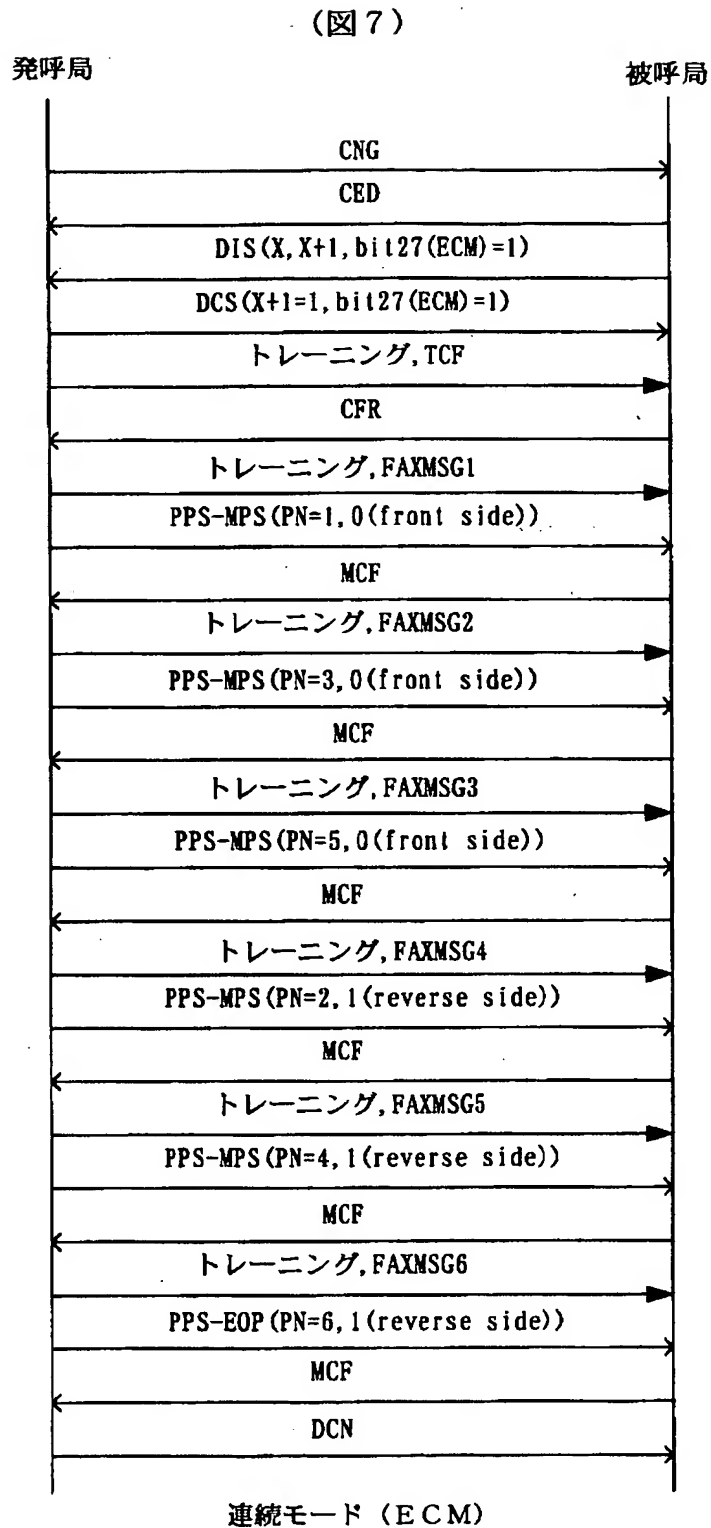 (図7)
発呼局
被呼局
CNG
CED
DIS(X,X+1,bit27(ECM)=1)
DCS(X+1=1,bit27(ECM)=1)
トレーニング,TCF
CFR
トレーニング,FAXMSG1
PPS-MPS(PN=1,0(front side))
MCF
トレーニング,FAXMSG2
PPS-MPS(PN=3,0(front side))
MCF
トレーニング,FAXMSG3
PPS-MPS(PN=5,0(front side))
MCF
トレーニング,FAXMSG4
PPS-MPS(PN=2,1(reverse side))
MCF
トレーニング,FAXMSG5
PPS-MPS(PN=4,1(reverse side))
MCF
トレーニング,FAXMSG6
PPS-EOP(PN=6,1(reverse side))
MCF
DCN
連続モード(ECM)